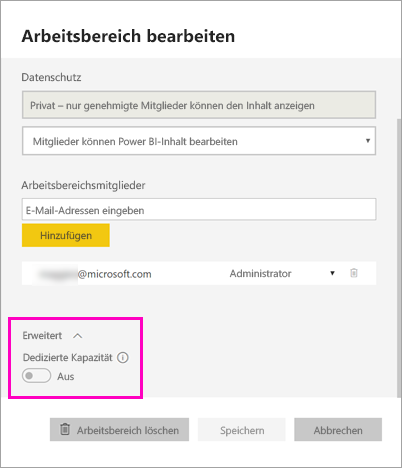 Arbeitsbereich bearbeiten
Datenschutz
Privat – nur genehmigte Mitglieder können den Inhalt anzeigen
Mitglieder können Power BI-Inhalt bearbeiten
Arbeitsbereichsmitglieder
E-Mail-Adressen eingeben
Hinzufügen
@microsoft.com Administrator
Erweitert
Dedizierte Kapazität
Aus
Arbeitsbereich löschen Speichern Abbrechen